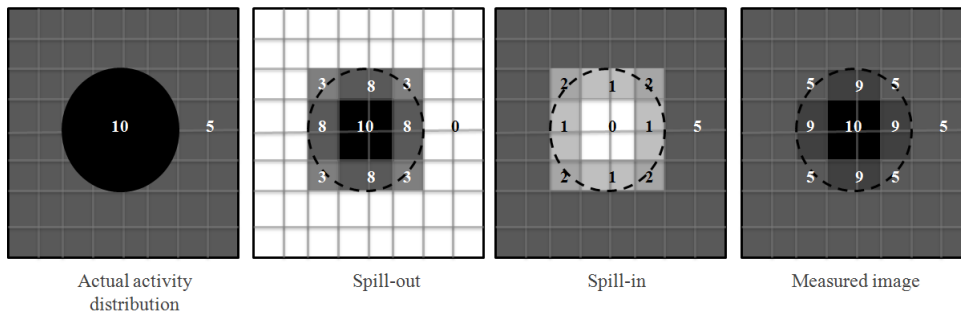 10 5
3 8 3
8 10 8 0
3 8 3
2 1 2
1 0 1 5
2 1 2
5 9 5
9 10 9 5
5 9 5
Actual activity
distribution
Spill-out
Spill-in
Measured image